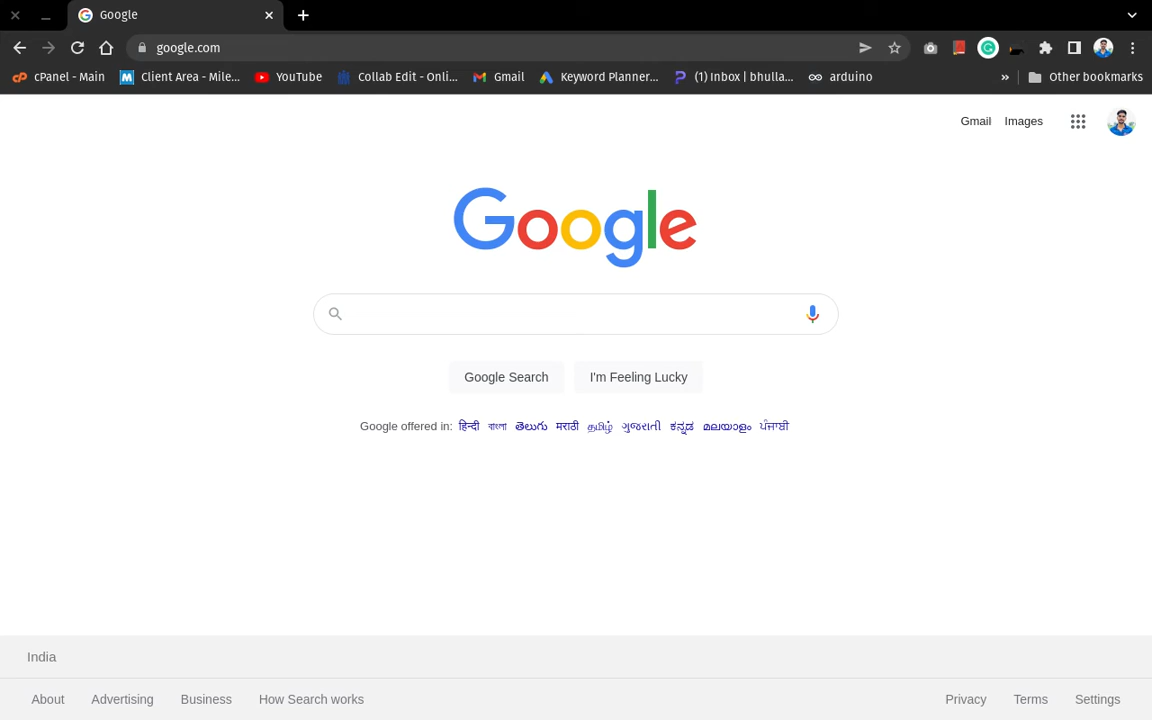 Google
google.com
cPanel - Main Client Area - Mile... YouTube Collab Edit - Onli... Gmail Keyword Planner... (1) Inbox | bhulla... arduino » Other bookmarks
Gmail Images
Google
Google Search I'm Feeling Lucky
Google offered in: हिन्दी বাংলা తెలుగు मराठी தமிழ் ગુજરાતી ಕನ್ನಡ മലയാളം ਪੰਜਾਬੀ
India
About Advertising Business How Search works Privacy Terms Settings